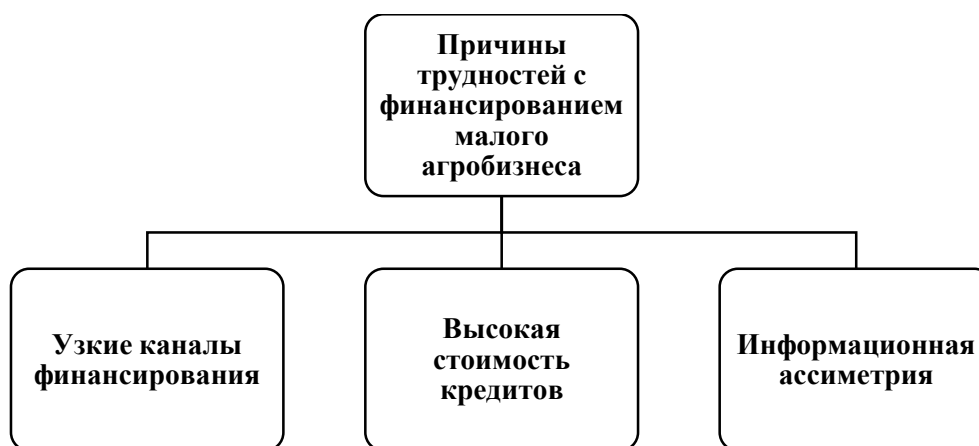 Причины
трудностей с
финансированием
малого
агробизнеса
Узкие каналы
финансирования
Высокая
стоимость
кредитов
Информационная
ассиметрия